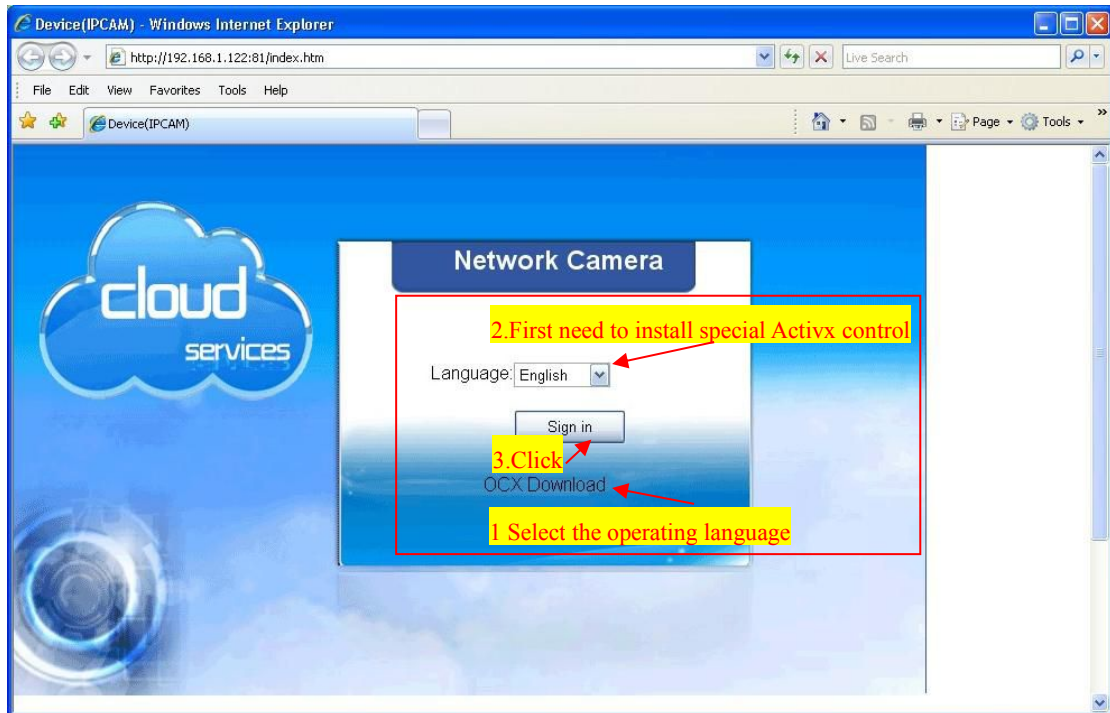 Device(IPCAM) - Windows Internet Explorer
http://192.168.1.122:81/index.htm
Live Search
File Edit View Favorites Tools Help
Device(IPCAM)
Page Tools »
cloud
services
Network Camera
2.First need to install special Activx control
Language: English
Sign in
3.Click
OCX Download
1 Select the operating language